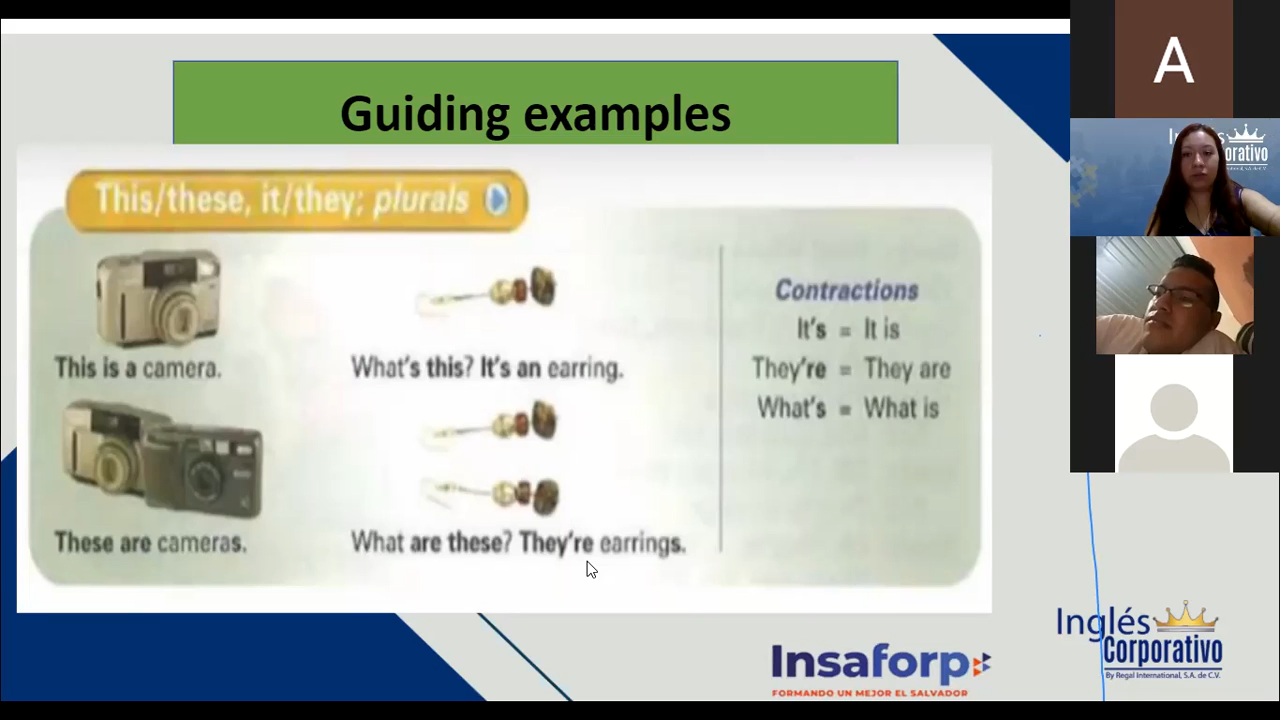 Guiding examples
This/these, it/they; plurals
This is a camera.
What's this? It's an earring.
These are cameras.
What are these? They're earrings.
Contractions
It's = It is
They're = They are
What's = What is
Insaforp
FORMANDO UN MEJOR EL SALVADOR
Inglés
Corporativo
By Regal International, S.A. de C.V.
A